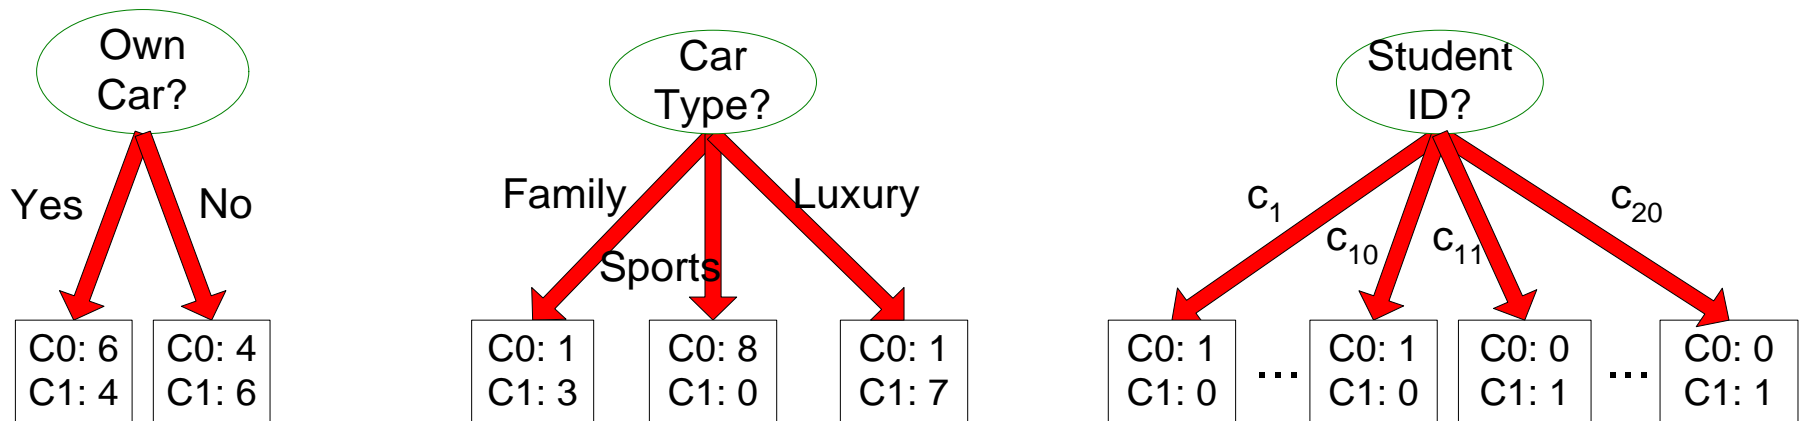 Own
Car?
Yes
No
C0: 6
C1: 4
C0: 4
C1: 6
Car
Type?
Family
Sports
Luxury
C0: 1
C1: 3
C0: 8
C1: 0
C0: 1
C1: 7
Student
ID?
c1
c10
c11
c20
C0: 1
C1: 0
...
C0: 1
C1: 0
C0: 0
C1: 1
...
C0: 0
C1: 1